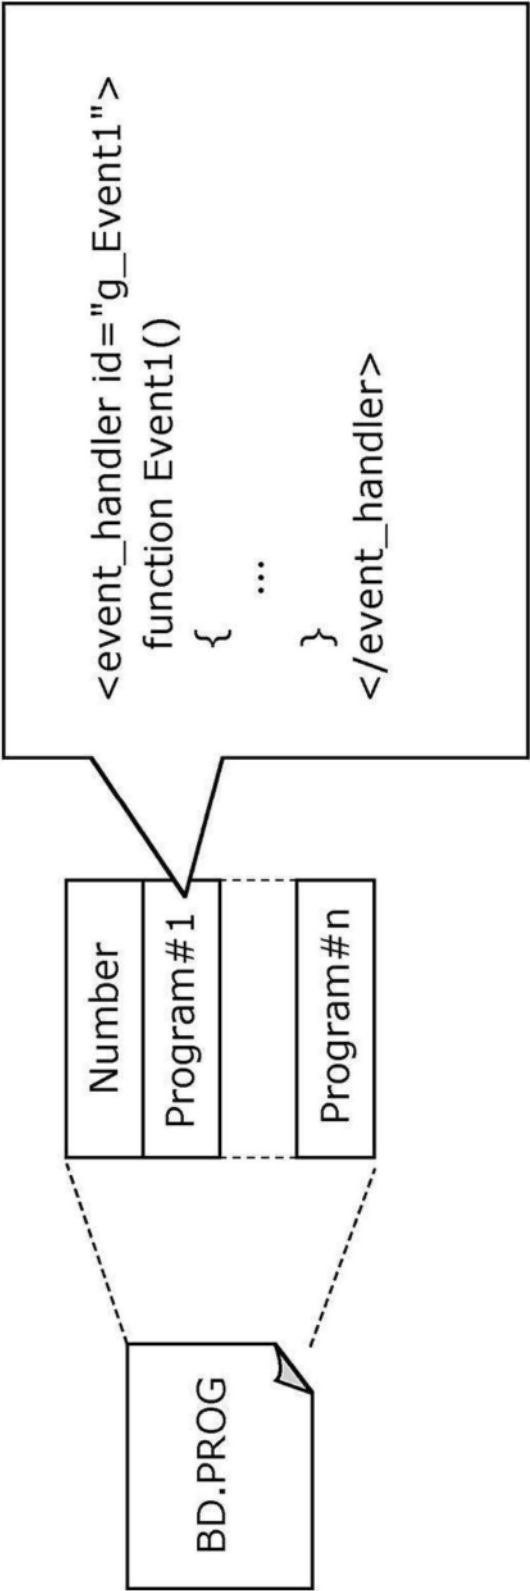 BD.PROG
Number
Program#1
Program#n
<event_handler id="g_Event1">
function Event1()
{
...
}
</event_handler>